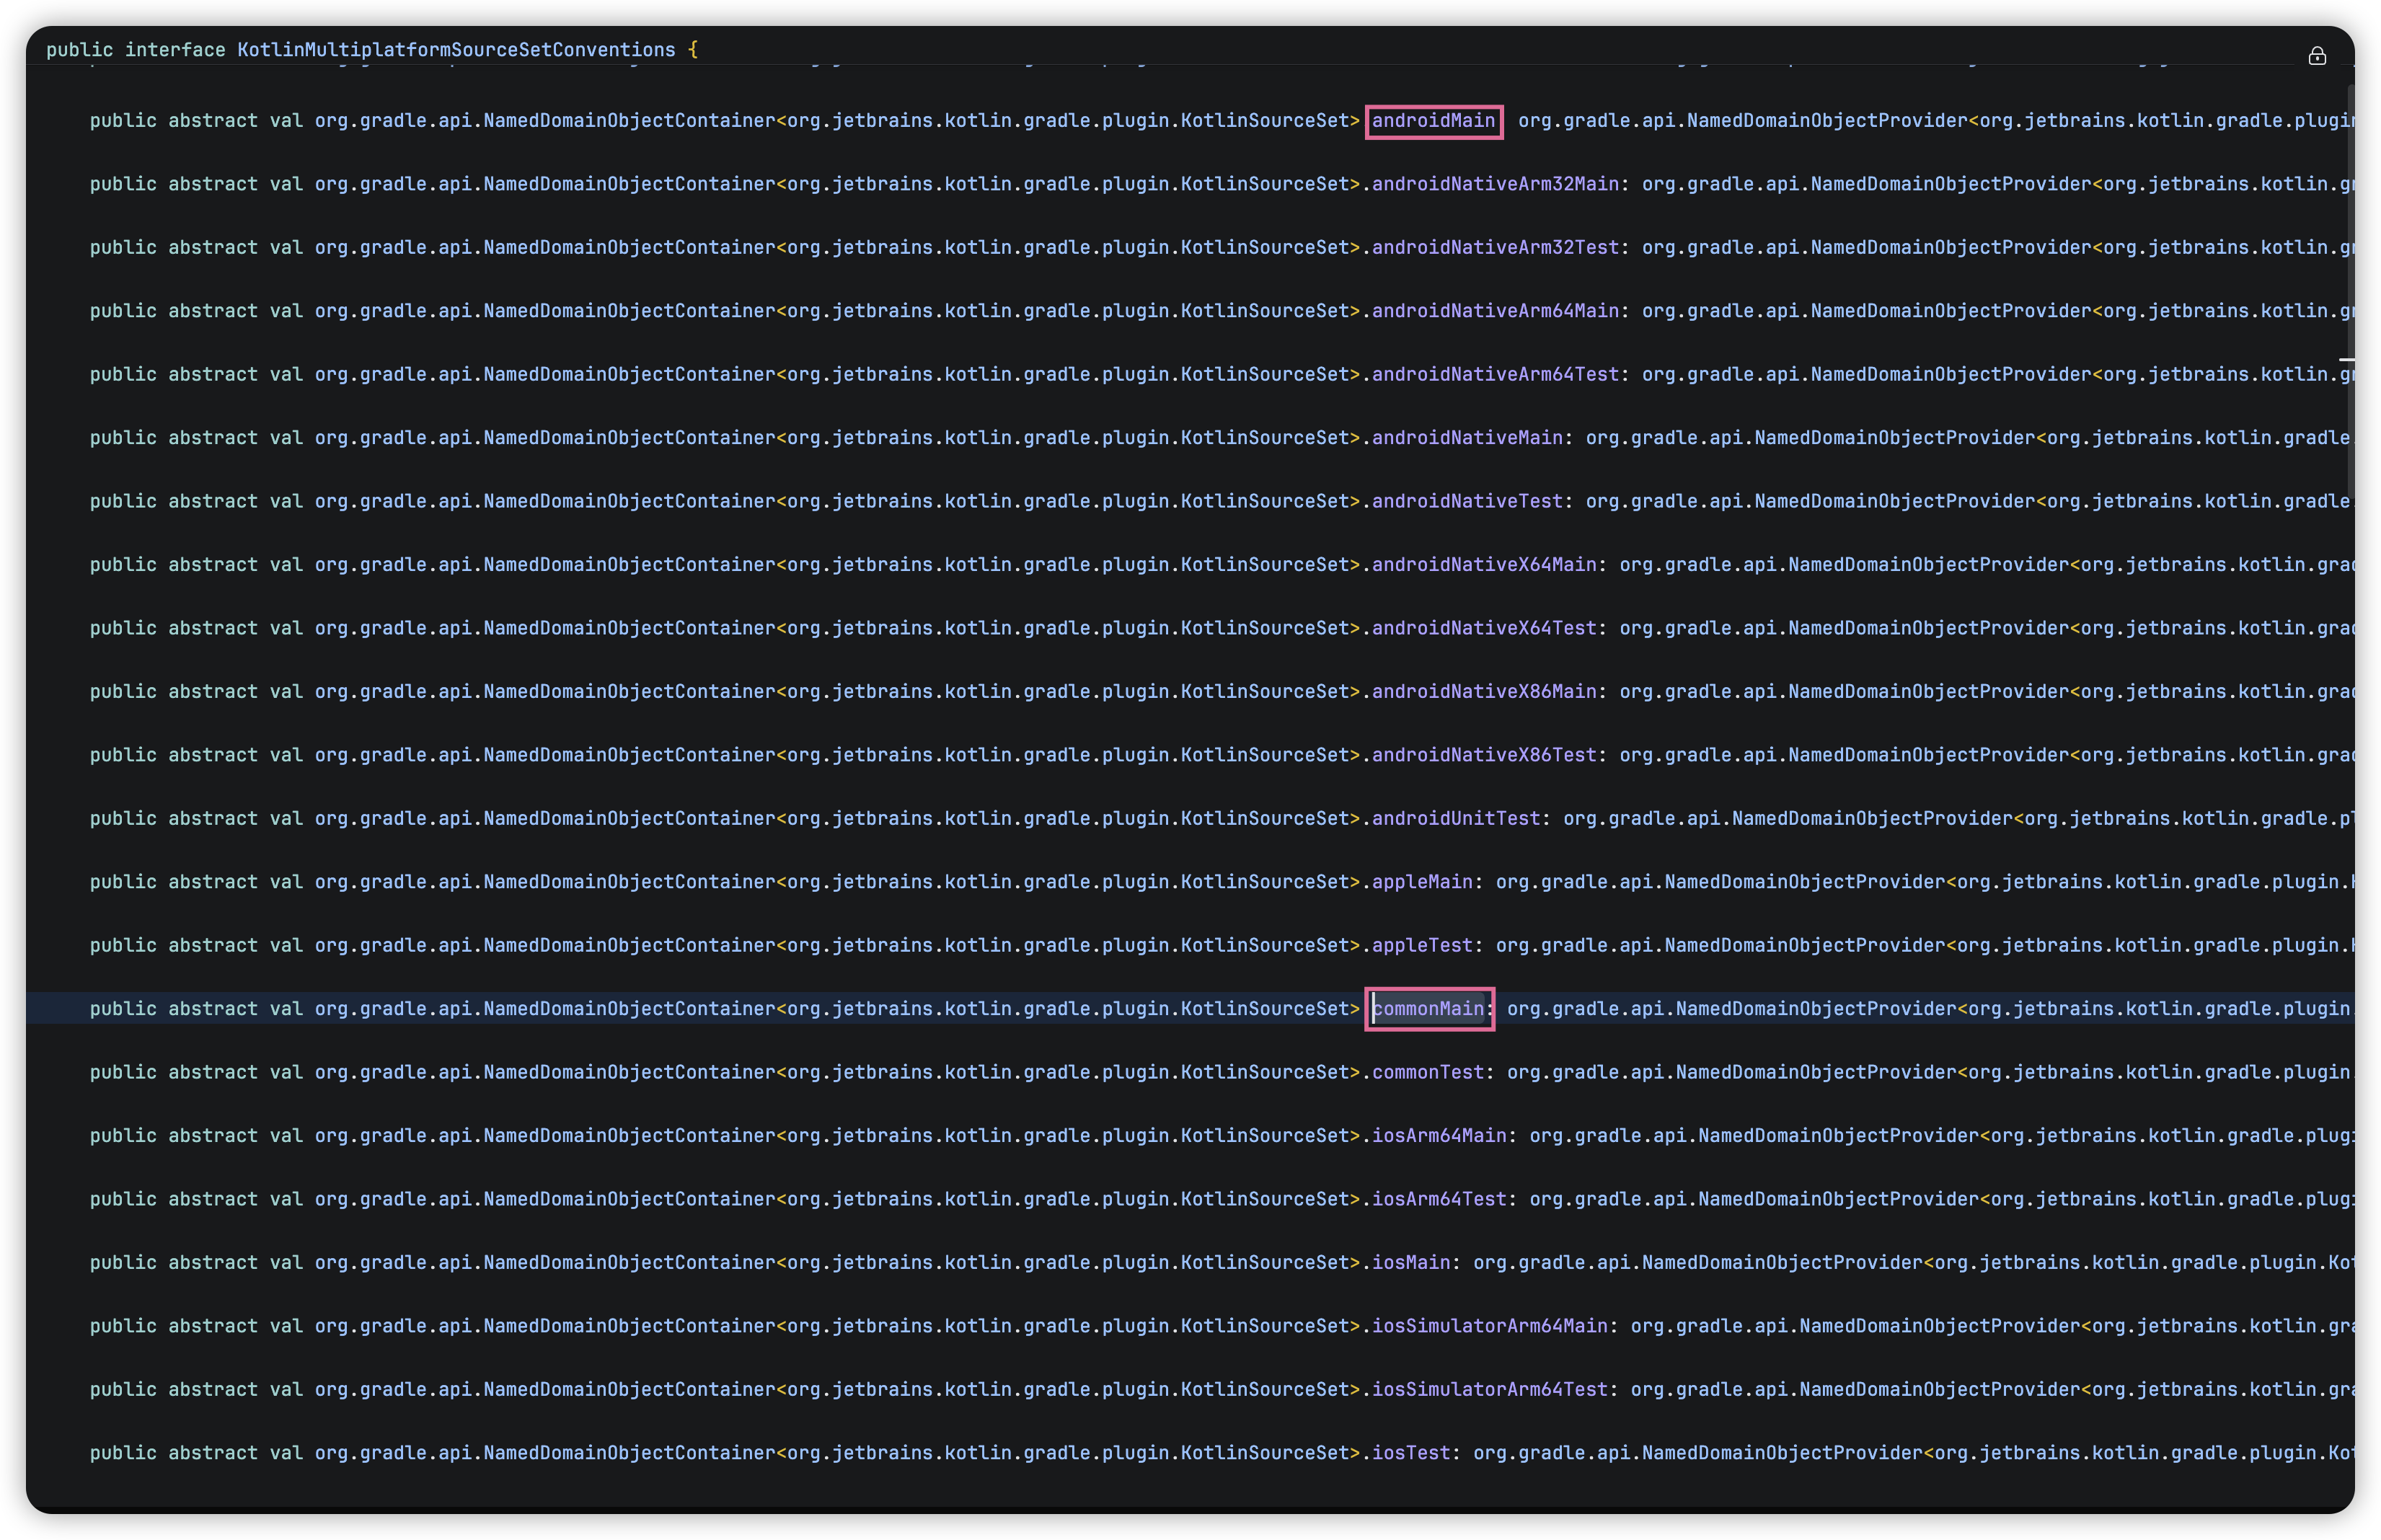 public interface KotlinMultiplatformSourceSetConventions {
public abstract val org.gradle.api.NamedDomainObjectContainer<org.jetbrains.kotlin.gradle.plugin.KotlinSourceSet> androidMain org.gradle.api.NamedDomainObjectProvider<org.jetbrains.kotlin.gradle.plugin
public abstract val org.gradle.api.NamedDomainObjectContainer<org.jetbrains.kotlin.gradle.plugin.KotlinSourceSet>.androidNativeArm32Main: org.gradle.api.NamedDomainObjectProvider<org.jetbrains.kotlin.gr
public abstract val org.gradle.api.NamedDomainObjectContainer<org.jetbrains.kotlin.gradle.plugin.KotlinSourceSet>.androidNativeArm32Test: org.gradle.api.NamedDomainObjectProvider<org.jetbrains.kotlin.gr
public abstract val org.gradle.api.NamedDomainObjectContainer<org.jetbrains.kotlin.gradle.plugin.KotlinSourceSet>.androidNativeArm64Main: org.gradle.api.NamedDomainObjectProvider<org.jetbrains.kotlin.gr
public abstract val org.gradle.api.NamedDomainObjectContainer<org.jetbrains.kotlin.gradle.plugin.KotlinSourceSet>.androidNativeArm64Test: org.gradle.api.NamedDomainObjectProvider<org.jetbrains.kotlin.gr
public abstract val org.gradle.api.NamedDomainObjectContainer<org.jetbrains.kotlin.gradle.plugin.KotlinSourceSet>.androidNativeMain: org.gradle.api.NamedDomainObjectProvider<org.jetbrains.kotlin.gradle.
public abstract val org.gradle.api.NamedDomainObjectContainer<org.jetbrains.kotlin.gradle.plugin.KotlinSourceSet>.androidNativeTest: org.gradle.api.NamedDomainObjectProvider<org.jetbrains.kotlin.gradle.
public abstract val org.gradle.api.NamedDomainObjectContainer<org.jetbrains.kotlin.gradle.plugin.KotlinSourceSet>.androidNativeX64Main: org.gradle.api.NamedDomainObjectProvider<org.jetbrains.kotlin.grad
public abstract val org.gradle.api.NamedDomainObjectContainer<org.jetbrains.kotlin.gradle.plugin.KotlinSourceSet>.androidNativeX64Test: org.gradle.api.NamedDomainObjectProvider<org.jetbrains.kotlin.grad
public abstract val org.gradle.api.NamedDomainObjectContainer<org.jetbrains.kotlin.gradle.plugin.KotlinSourceSet>.androidNativeX86Main: org.gradle.api.NamedDomainObjectProvider<org.jetbrains.kotlin.grad
public abstract val org.gradle.api.NamedDomainObjectContainer<org.jetbrains.kotlin.gradle.plugin.KotlinSourceSet>.androidNativeX86Test: org.gradle.api.NamedDomainObjectProvider<org.jetbrains.kotlin.grad
public abstract val org.gradle.api.NamedDomainObjectContainer<org.jetbrains.kotlin.gradle.plugin.KotlinSourceSet>.androidUnitTest: org.gradle.api.NamedDomainObjectProvider<org.jetbrains.kotlin.gradle.pl
public abstract val org.gradle.api.NamedDomainObjectContainer<org.jetbrains.kotlin.gradle.plugin.KotlinSourceSet>.appleMain: org.gradle.api.NamedDomainObjectProvider<org.jetbrains.kotlin.gradle.plugin.K
public abstract val org.gradle.api.NamedDomainObjectContainer<org.jetbrains.kotlin.gradle.plugin.KotlinSourceSet>.appleTest: org.gradle.api.NamedDomainObjectProvider<org.jetbrains.kotlin.gradle.plugin.K
public abstract val org.gradle.api.NamedDomainObjectContainer<org.jetbrains.kotlin.gradle.plugin.KotlinSourceSet> commonMain: org.gradle.api.NamedDomainObjectProvider<org.jetbrains.kotlin.gradle.plugin.
public abstract val org.gradle.api.NamedDomainObjectContainer<org.jetbrains.kotlin.gradle.plugin.KotlinSourceSet>.commonTest: org.gradle.api.NamedDomainObjectProvider<org.jetbrains.kotlin.gradle.plugin.
public abstract val org.gradle.api.NamedDomainObjectContainer<org.jetbrains.kotlin.gradle.plugin.KotlinSourceSet>.iosArm64Main: org.gradle.api.NamedDomainObjectProvider<org.jetbrains.kotlin.gradle.plugi
public abstract val org.gradle.api.NamedDomainObjectContainer<org.jetbrains.kotlin.gradle.plugin.KotlinSourceSet>.iosArm64Test: org.gradle.api.NamedDomainObjectProvider<org.jetbrains.kotlin.gradle.plugi
public abstract val org.gradle.api.NamedDomainObjectContainer<org.jetbrains.kotlin.gradle.plugin.KotlinSourceSet>.iosMain: org.gradle.api.NamedDomainObjectProvider<org.jetbrains.kotlin.gradle.plugin.Kot
public abstract val org.gradle.api.NamedDomainObjectContainer<org.jetbrains.kotlin.gradle.plugin.KotlinSourceSet>.iosSimulatorArm64Main: org.gradle.api.NamedDomainObjectProvider<org.jetbrains.kotlin.gra
public abstract val org.gradle.api.NamedDomainObjectContainer<org.jetbrains.kotlin.gradle.plugin.KotlinSourceSet>.iosSimulatorArm64Test: org.gradle.api.NamedDomainObjectProvider<org.jetbrains.kotlin.gra
public abstract val org.gradle.api.NamedDomainObjectContainer<org.jetbrains.kotlin.gradle.plugin.KotlinSourceSet>.iosTest: org.gradle.api.NamedDomainObjectProvider<org.jetbrains.kotlin.gradle.plugin.Kot